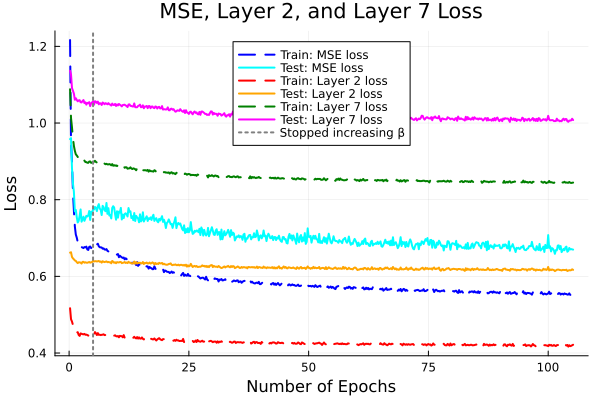 MSE, Layer 2, and Layer 7 Loss
Train: MSE loss
Test: MSE loss
Train: Layer 2 loss
Test: Layer 2 loss
Train: Layer 7 loss
Test: Layer 7 loss
Stopped increasing β
Loss
1.2
1.0
0.8
0.6
0.4
0
25
50
75
100
Number of Epochs